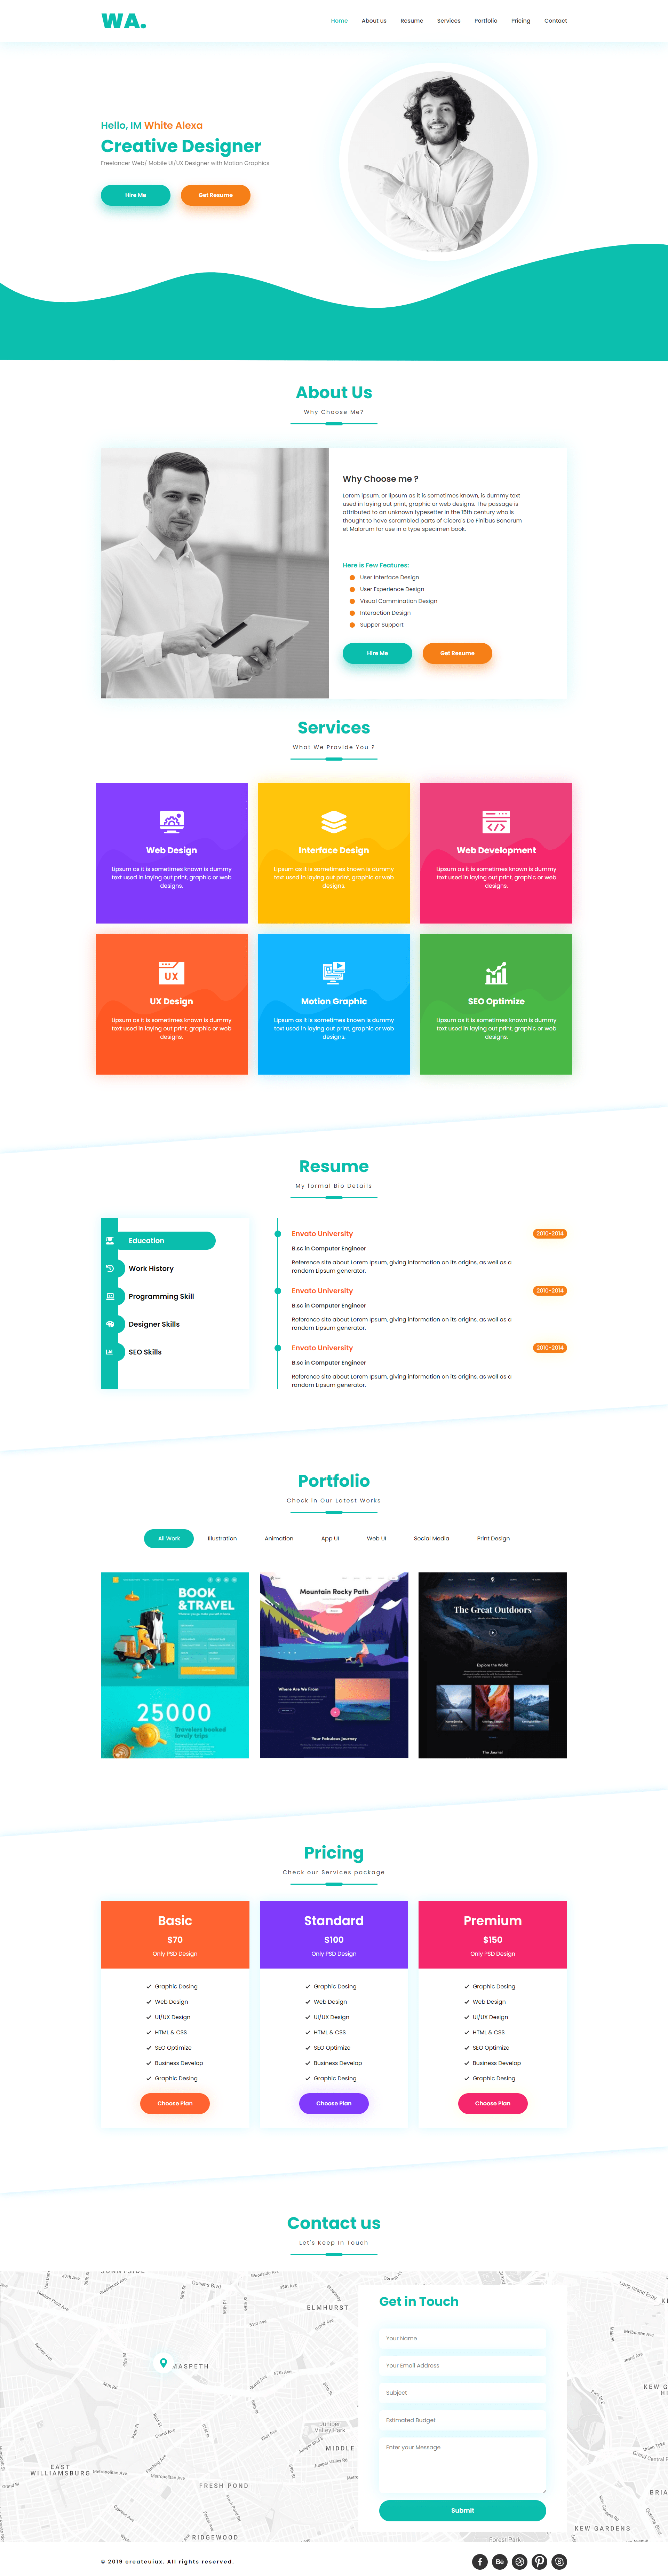 WA.
Home About us Resume Services Portfolio Pricing Contact
Hello, IM White Alexa
Creative Designer
Freelancer Web/ Mobile UI/UX Designer with Motion Graphics
Hire Me Get Resume
About Us
Why Choose Me?
Why Choose me ?
Lorem Ipsum, or lipsum as it is sometimes known, is dummy text
used in laying out print, graphic or web designs. The passage is
attributed to an unknown typesetter in the 15th century who is
thought to have scrambled parts of Cicero's De Finibus Bonorum
et Malorum for use in a type specimen book.
Here is Few Features:
User Interface Design
User Experience Design
Visual Commination Design
Interaction Design
Supper Support
Hire Me Get Resume
Services
What We Provide You ?
Web Design
Lipsum as it is sometimes known is dummy
text used in laying out print, graphic or web
designs.
Interface Design
Lipsum as it is sometimes known is dummy
text used in laying out print, graphic or web
designs.
Web Development
Lipsum as it is sometimes known is dummy
text used in laying out print, graphic or web
designs.
UX
UX Design
Lipsum as it is sometimes known is dummy
text used in laying out print, graphic or web
designs.
Motion Graphic
Lipsum as it is sometimes known is dummy
text used in laying out print, graphic or web
designs.
SEO Optimize
Lipsum as it is sometimes known is dummy
text used in laying out print, graphic or web
designs.
Resume
My formal Bio Details
Education
Work History
Programming Skill
Designer Skills
SEO Skills
Envato University 2010-2014
B.sc in Computer Engineer
Reference site about Lorem Ipsum, giving information on its origins, as well as a
random Lipsum generator.
Envato University 2010-2014
B.sc in Computer Engineer
Reference site about Lorem Ipsum, giving information on its origins, as well as a
random Lipsum generator.
Envato University 2010-2014
B.sc in Computer Engineer
Reference site about Lorem Ipsum, giving information on its origins, as well as a
random Lipsum generator.
Portfolio
Check in Our Latest Works
All Work Illustration Animation App UI Web UI Social Media Print Design
BOOK
&TRAVEL
25000
Travelers booked
lovely trips
Mountain Rocky Path
Where Are We From
Your Fabulous Journey
The Great Outdoors
Explore the World
The Journal
Pricing
Check our Services package
Basic
$70
Only PSD Design
Graphic Desing
Web Design
UI/UX Design
HTML & CSS
SEO Optimize
Business Develop
Graphic Desing
Choose Plan
Standard
$100
Only PSD Design
Graphic Desing
Web Design
UI/UX Design
HTML & CSS
SEO Optimize
Business Develop
Graphic Desing
Choose Plan
Premium
$150
Only PSD Design
Graphic Desing
Web Design
UI/UX Design
HTML & CSS
SEO Optimize
Business Develop
Graphic Desing
Choose Plan
Contact us
Let's Keep In Touch
Queens Blvd
ELMHURST
MASPETH
Juniper
Valley Park
MIDDLE
EAST
WILLIAMSBURG
Metropolitan Ave
Metropolitan Ave
FRESH POND
RIDGEWOOD
Long Island Expy
KEW GARDENS
Forest Park
Get in Touch
Your Name
Your Email Address
Subject
Estimated Budget
Enter your Message
Submit
© 2019 createuiux. All rights reserved.